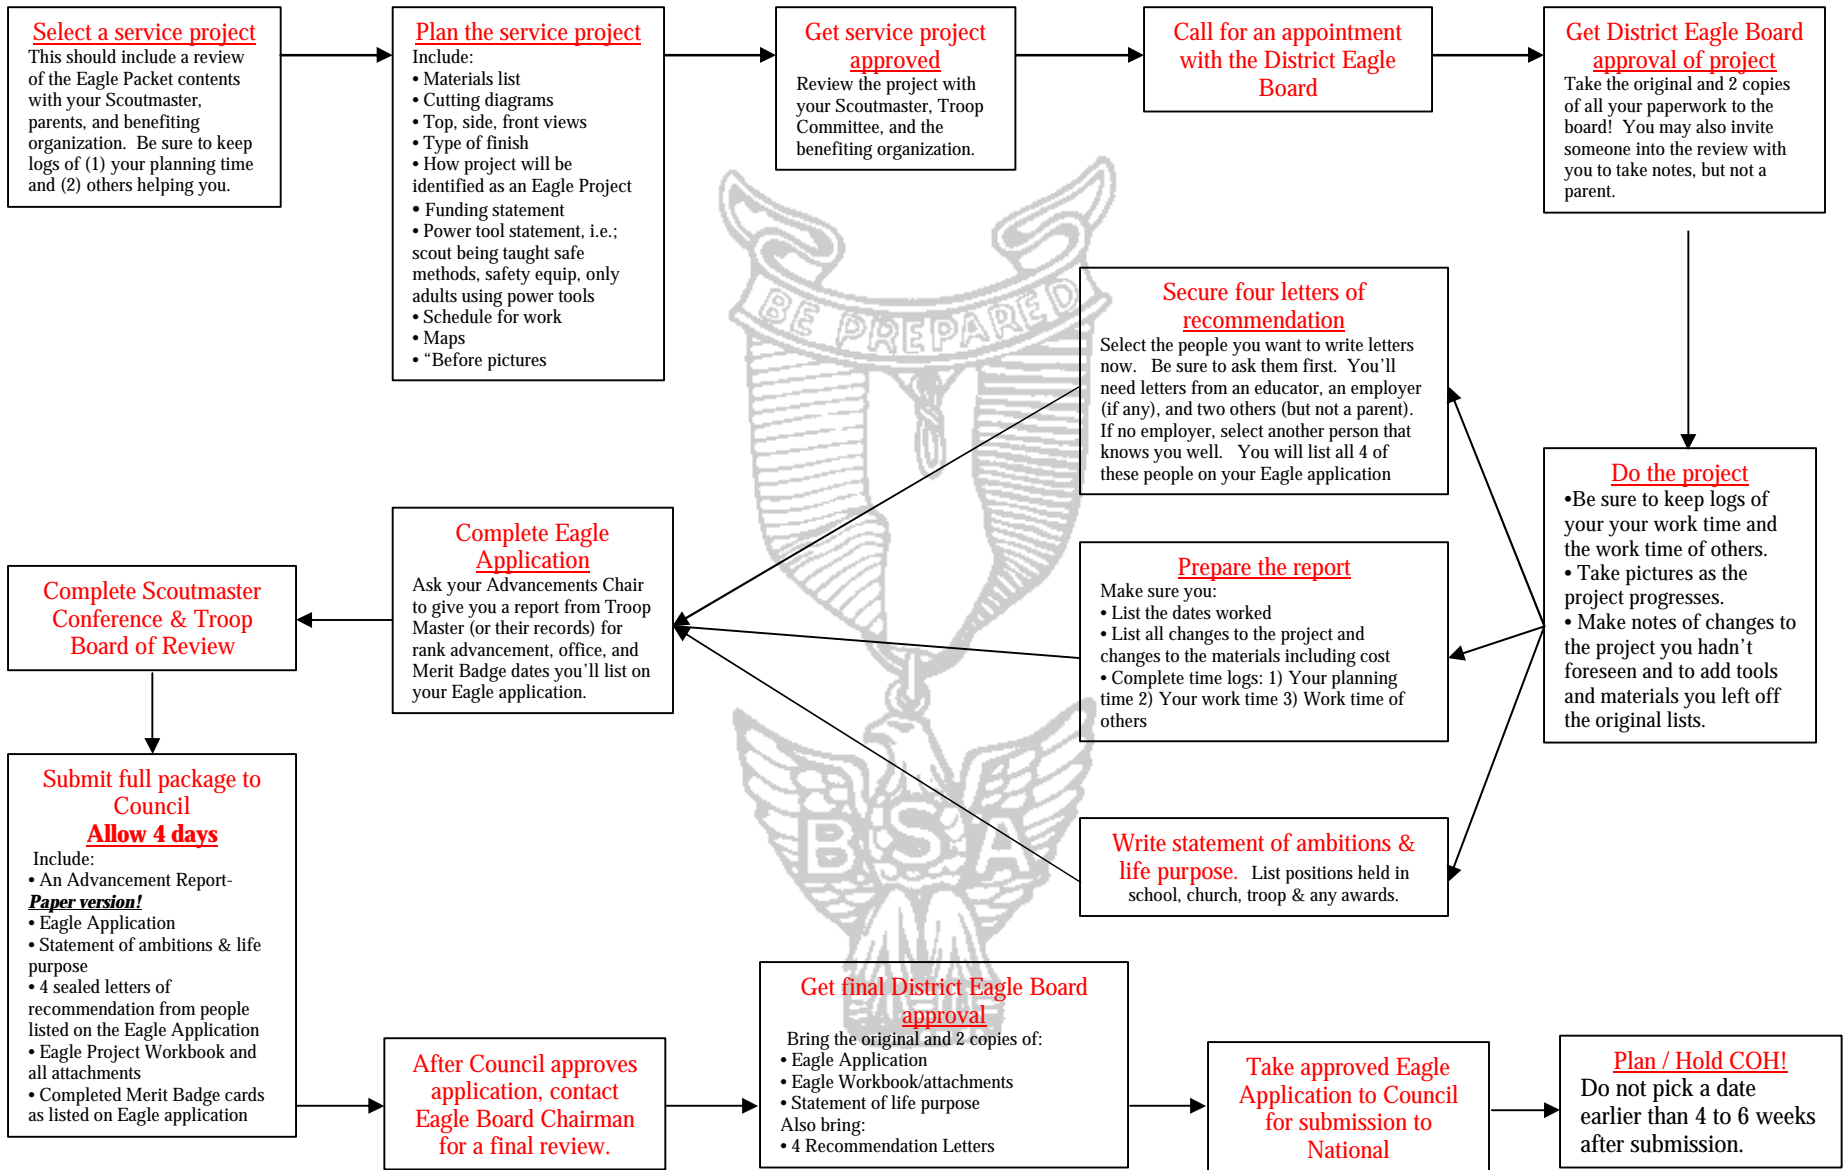 Select a service project
This should include a review
of the Eagle Packet contents
with your Scoutmaster,
parents, and benefiting
organization. Be sure to keep
logs of (1) your planning time
and (2) others helping you.
Plan the service project
Include:
• Materials list
• Cutting diagrams
• Top, side, front views
• Type of finish
• How project will be
identified as an Eagle Project
• Funding statement
• Power tool statement, i.e.;
scout being taught safe
methods, safety equip, only
adults using power tools
• Schedule for work
• Maps
• “Before pictures
Get service project
approved
Review the project with
your Scoutmaster, Troop
Committee, and the
benefiting organization.
Call for an appointment
with the District Eagle
Board
Get District Eagle Board
approval of project
Take the original and 2 copies
of all your paperwork to the
board! You may also invite
someone into the review with
you to take notes, but not a
parent.
Do the project
•Be sure to keep logs of
your your work time and
the work time of others.
• Take pictures as the
project progresses.
• Make notes of changes to
the project you hadn’t
foreseen and to add tools
and materials you left off
the original lists.
Secure four letters of
recommendation
Select the people you want to write letters
now. Be sure to ask them first. You’ll
need letters from an educator, an employer
(if any), and two others (but not a parent).
If no employer, select another person that
knows you well. You will list all 4 of
these people on your Eagle application
Prepare the report
Make sure you:
• List the dates worked
• List all changes to the project and
changes to the materials including cost
• Complete time logs: 1) Your planning
time 2) Your work time 3) Work time of
others
Write statement of ambitions &
life purpose. List positions held in
school, church, troop & any awards.
Complete Eagle
Application
Ask your Advancements Chair
to give you a report from Troop
Master (or their records) for
rank advancement, office, and
Merit Badge dates you’ll list on
your Eagle application.
Complete Scoutmaster
Conference & Troop
Board of Review
Submit full package to
Council
Allow 4 days
Include:
• An Advancement Report-
Paper version!
• Eagle Application
• Statement of ambitions & life
purpose
• 4 sealed letters of
recommendation from people
listed on the Eagle Application
• Eagle Project Workbook and
all attachments
• Completed Merit Badge cards
as listed on Eagle application
After Council approves
application, contact
Eagle Board Chairman
for a final review.
Get final District Eagle Board
approval
Bring the original and 2 copies of:
• Eagle Application
• Eagle Workbook/attachments
• Statement of life purpose
Also bring:
• 4 Recommendation Letters
Take approved Eagle
Application to Council
for submission to
National
Plan / Hold COH!
Do not pick a date
earlier than 4 to 6 weeks
after submission.
BE PREPARED
BSA